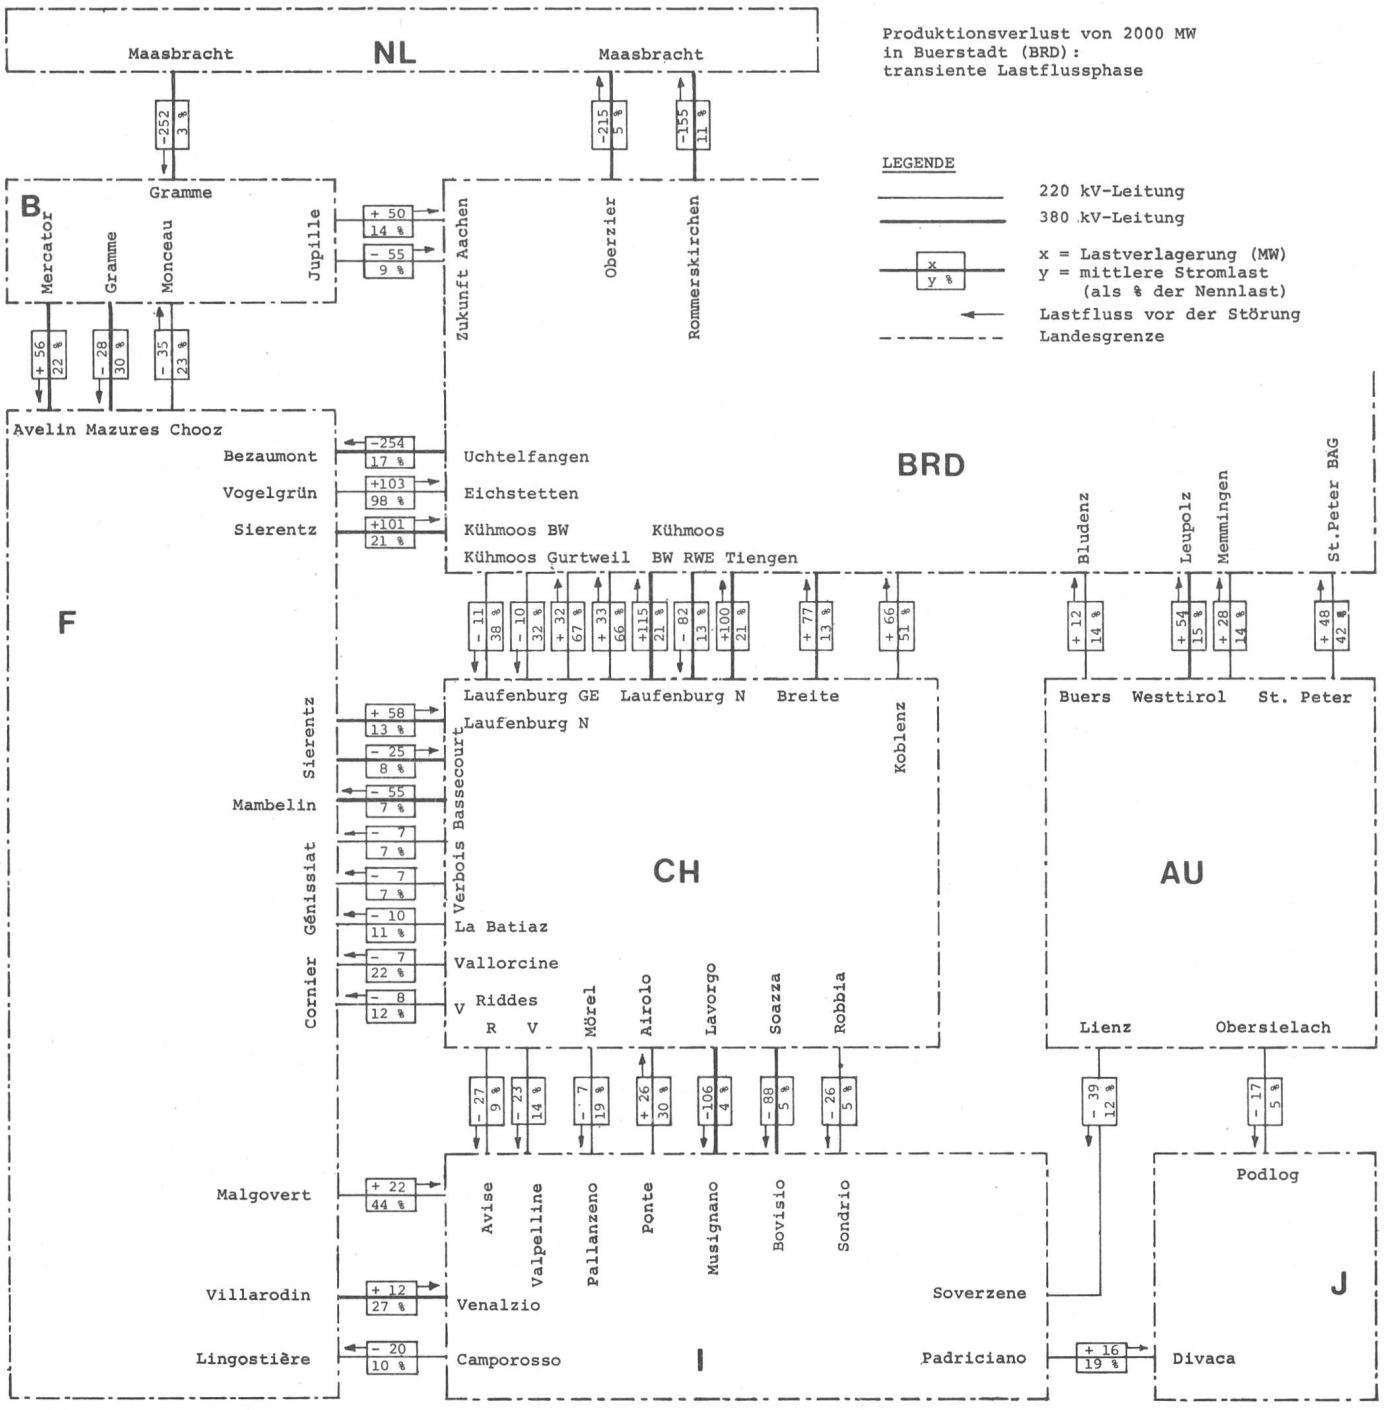 Maasbracht
NL
Maasbracht
Produktionsverlust von 2000 MW
in Buerstadt (BRD):
transiente Lastflussphase
-252
3 %
-215
5 %
-155
11 %
LEGENDE
220 kV-Leitung
380 kV-Leitung
x
y %
x = Lastverlagerung (MW)
y = mittlere Stromlast
(als % der Nennlast)
Lastfluss vor der Störung
Landesgrenze
Gramme
B
Mercator
Gramme
Monceau
Jupille
+ 50
14 %
- 55
9 %
Zukunft Aachen
Oberzier
Rommerskirchen
+ 56
22 %
- 28
30 %
- 35
23 %
Avelin Mazures Chooz
Bezaumont
-254
17 %
Uchtelfangen
BRD
Vogelgrün
+103
98 %
Eichstetten
Sierentz
+101
21 %
Kühmoos BW
Kühmoos
Kühmoos Gurtweil
BW RWE Tiengen
Bludenz
Leupolz
Memmingen
St.Peter BAG
F
- 11
38 %
- 10
32 %
+ 32
67 %
+ 33
66 %
+115
21 %
- 82
13 %
+100
21 %
+ 77
13 %
+ 66
51 %
+ 12
14 %
+ 54
15 %
+ 28
14 %
+ 48
42 %
Laufenburg GE
Laufenburg N
Breite
Koblenz
Buers
Westtirol
St. Peter
Sierentz
+ 58
13 %
Laufenburg N
- 25
8 %
Bassecourt
Mambelin
- 55
7 %
Génissiat
- 7
7 %
Verbois
CH
AU
- 7
7 %
- 10
11 %
La Batiaz
Cornier
- 7
22 %
Vallorcine
- 8
12 %
V
Riddes
R
V
Mörel
Airolo
Lavorgo
Soazza
Robbia
Lienz
Obersielach
- 27
9 %
- 23
14 %
- 7
19 %
+ 26
30 %
-106
4 %
- 88
5 %
- 26
5 %
- 39
12 %
- 17
5 %
Malgovert
+ 22
44 %
Avise
Valpelline
Pallanzeno
Ponte
Musignano
Bovisio
Sondrio
Podlog
J
Villarodin
+ 12
27 %
Venalzio
Soverzene
Lingostière
- 20
10 %
Camporosso
I
Padriciano
+ 16
19 %
Divaca